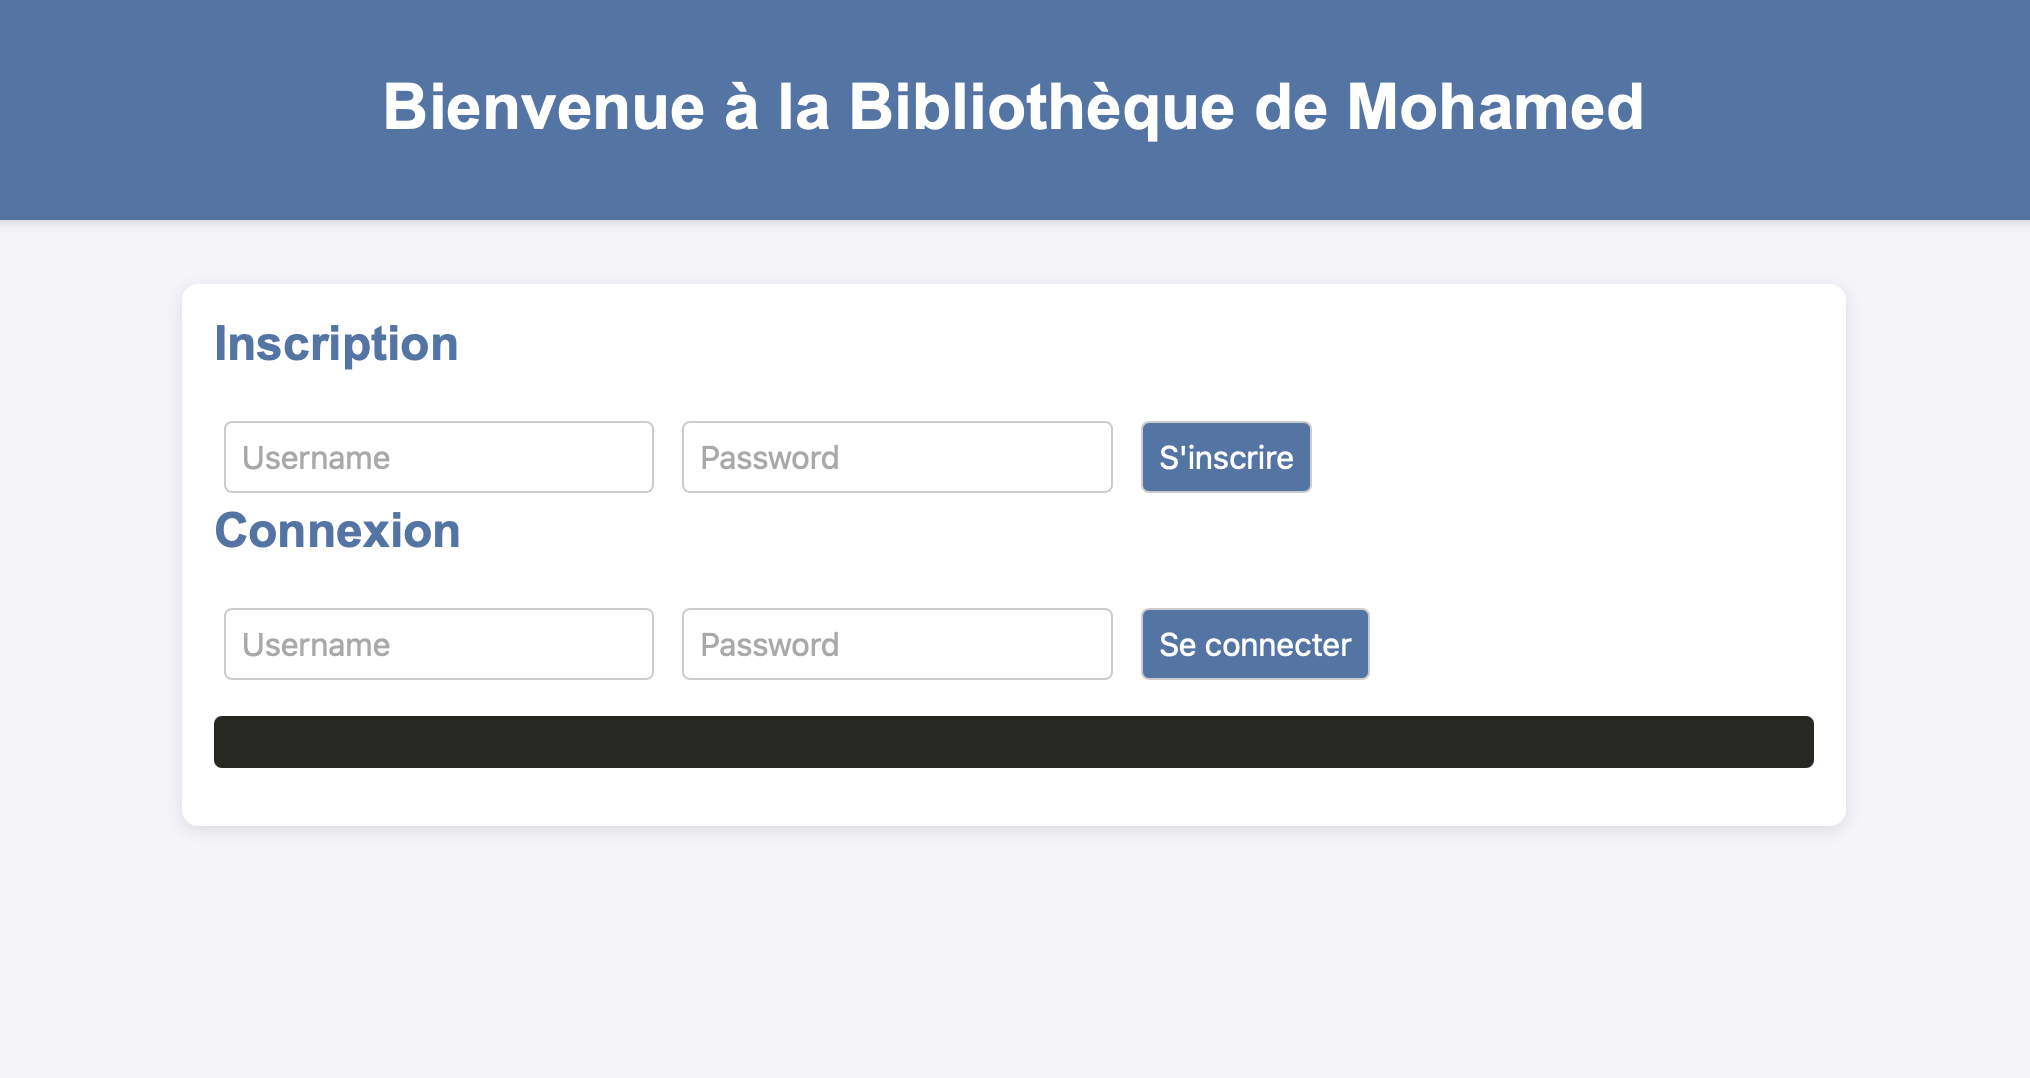 Bienvenue à la Bibliothèque de Mohamed
Inscription
Username Password S'inscrire
Connexion
Username Password Se connecter